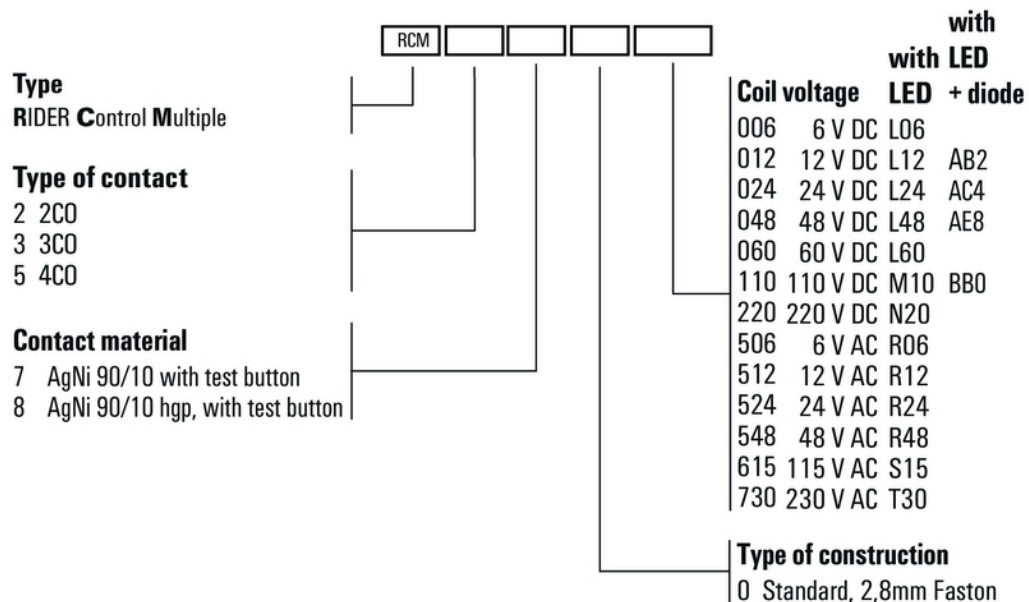 RCM
Type
RIDER Control Multiple
Type of contact
2 2CO
3 3CO
5 4CO
Contact material
7 AgNi 90/10 with test button
8 AgNi 90/10 hgp, with test button
with
with LED
Coil voltage LED + diode
006 6 V DC L06
012 12 V DC L12 AB2
024 24 V DC L24 AC4
048 48 V DC L48 AE8
060 60 V DC L60
110 110 V DC M10 BB0
220 220 V DC N20
506 6 V AC R06
512 12 V AC R12
524 24 V AC R24
548 48 V AC R48
615 115 V AC S15
730 230 V AC T30
Type of construction
0 Standard, 2,8mm Faston